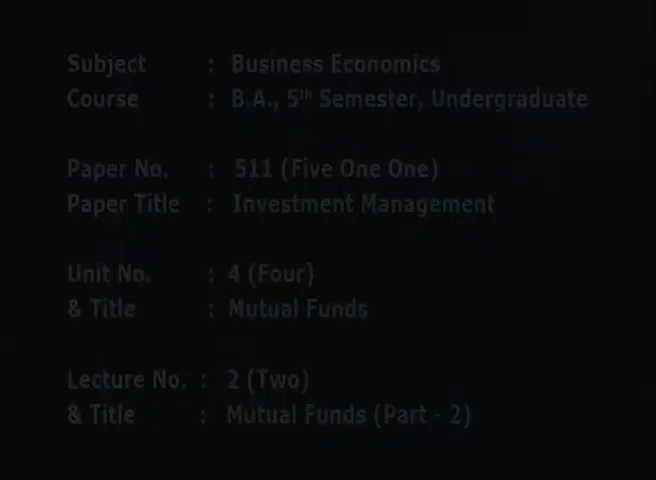 Subject : Business Economics
Course : B.A., 5th Semester, Undergraduate
Paper No. : 511 (Five One One)
Paper Title : Investment Management
Unit No. : 4 (Four)
& Title : Mutual Funds
Lecture No. : 2 (Two)
& Title : Mutual Funds (Part - 2)